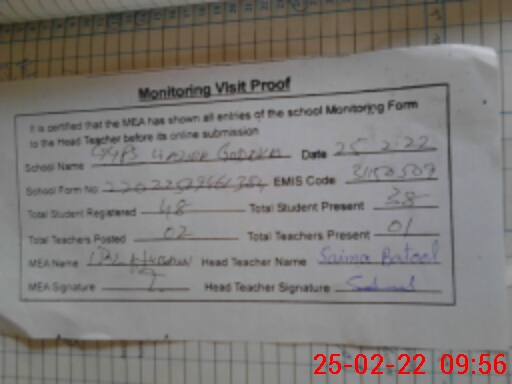 Monitoring Visit Proof
It is certified that the MEA has shown all entries of the school Monitoring Form
to the Head Teacher before its online submission
School Name Date 25-2-22
School Form No EMIS Code
Total Student Registered 48 Total Student Present 38
Total Teachers Posted 02 Total Teachers Present 01
MEA Name Head Teacher Name Saima Batool
MEA Signature Head Teacher Signature
25-02-22 09:56